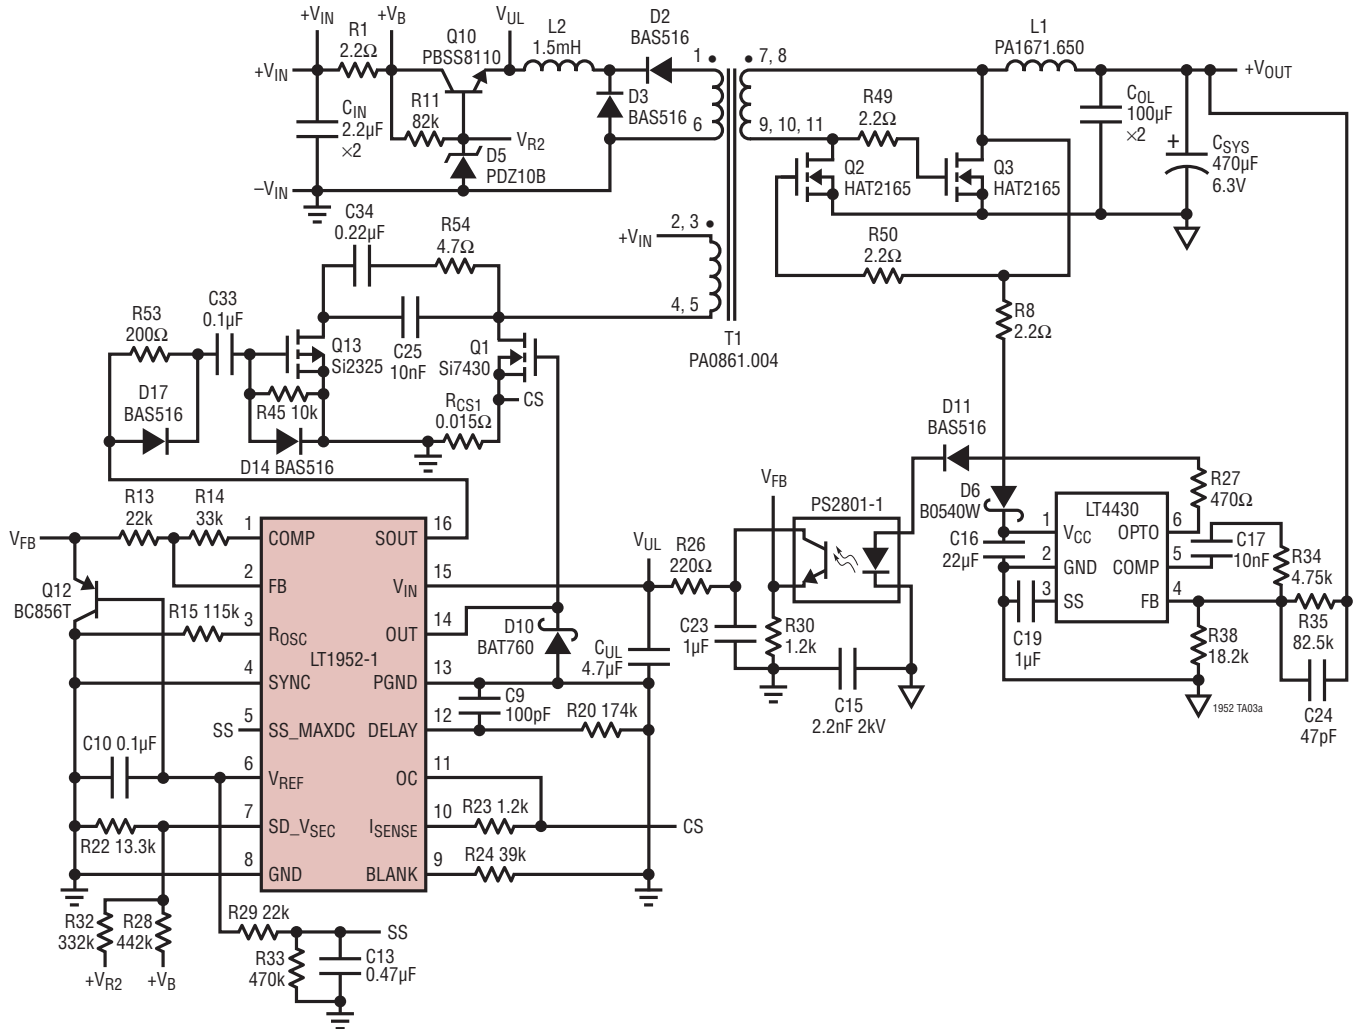 +VIN
R1
2.2Ω
+VB
Q10
PBSS8110
VUL
L2
1.5mH
D2
BAS516
+VIN
CIN
2.2µF
×2
R11
82k
VR2
D5
PDZ10B
D3
BAS516
–VIN
1
6
7, 8
9, 10, 11
2, 3
+VIN
4, 5
T1
PA0861.004
L1
PA1671.650
+VOUT
COL
100µF
×2
+
CSYS
470µF
6.3V
R49
2.2Ω
Q2
HAT2165
Q3
HAT2165
R50
2.2Ω
R8
2.2Ω
C34
0.22µF
R54
4.7Ω
R53
200Ω
C33
0.1µF
Q13
Si2325
C25
10nF
Q1
Si7430
D17
BAS516
R45 10k
D14 BAS516
RCS1
0.015Ω
CS
VFB
R13
22k
R14
33k
Q12
BC856T
R15 115k
C10 0.1µF
R22 13.3k
R32
332k
R28
442k
+VR2
+VB
R29 22k
SS
R33
470k
C13
0.47µF
LT1952-1
1
COMP
2
FB
3
ROSC
4
SYNC
SS
5
SS_MAXDC
6
VREF
7
SD_VSEC
8
GND
SOUT
16
VIN
15
OUT
14
PGND
13
DELAY
12
OC
11
ISENSE
10
BLANK
9
D10
BAT760
C9
100pF
R20 174k
R23 1.2k
CS
R24 39k
VUL
CUL
4.7µF
R26
220Ω
VFB
PS2801-1
C23
1µF
R30
1.2k
C15
2.2nF 2kV
D11
BAS516
D6
B0540W
C16
22µF
C19
1µF
LT4430
1
VCC
2
GND
3
SS
OPTO
6
COMP
5
FB
4
R27
470Ω
C17
10nF
R34
4.75k
R35
82.5k
R38
18.2k
C24
47pF
1952 TA03a